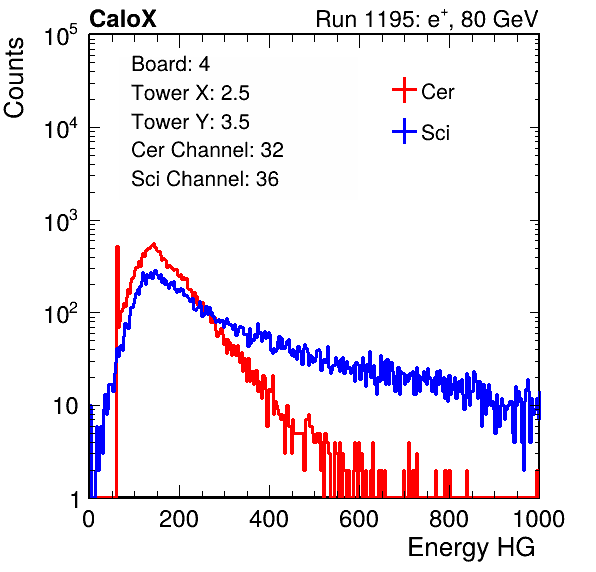 CaloX Run 1195: e⁺, 80 GeV
Counts
10⁵
10⁴
10³
10²
10
1
Board: 4
Tower X: 2.5
Tower Y: 3.5
Cer Channel: 32
Sci Channel: 36
Cer
Sci
0 200 400 600 800 1000
Energy HG